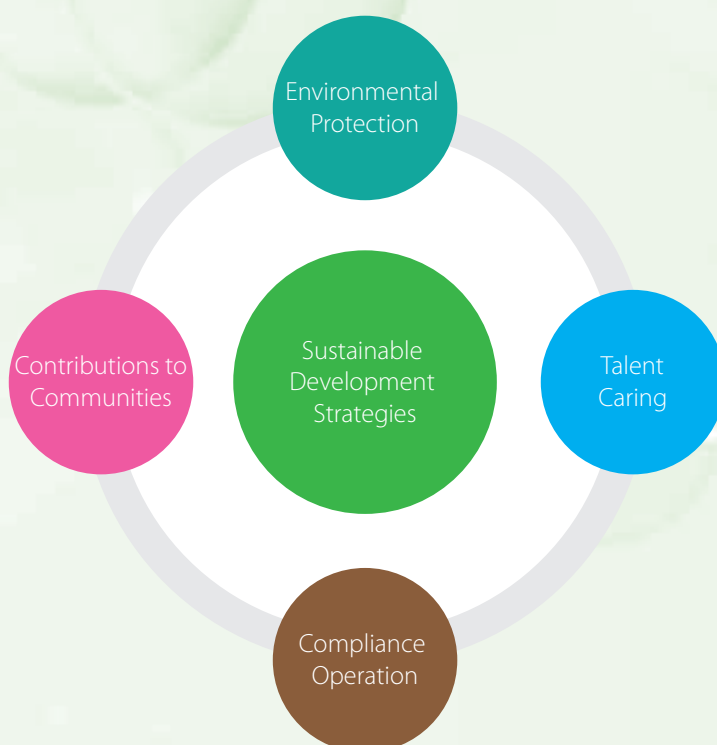 Environmental
Protection
Contributions to
Communities
Sustainable
Development
Strategies
Talent
Caring
Compliance
Operation